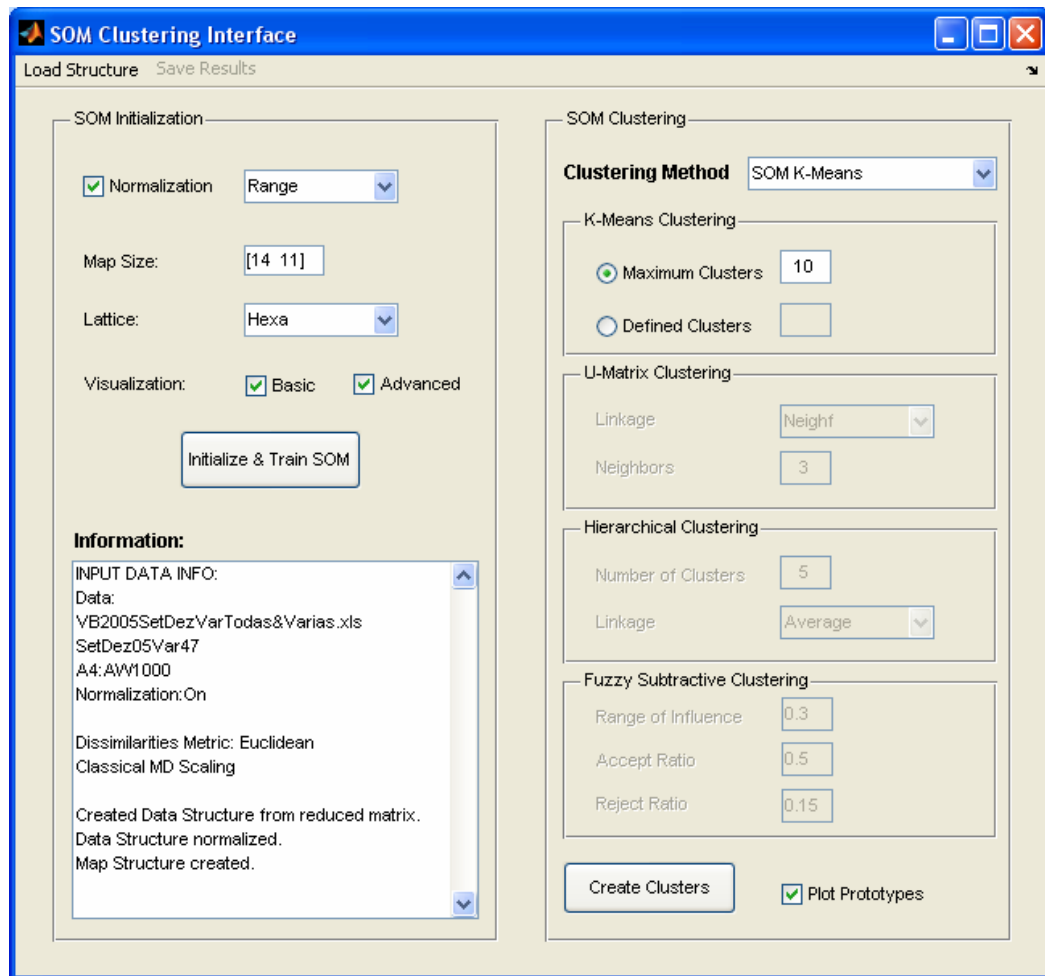 SOM Clustering Interface
Load Structure Save Results
SOM Initialization
Normalization Range
Map Size: [14 11]
Lattice: Hexa
Visualization: Basic Advanced
Initialize & Train SOM
Information:
INPUT DATA INFO:
Data:
VB2005SetDezVarTodas&Varias.xls
SetDez05Var47
A4:AW1000
Normalization:On
Dissimilarities Metric: Euclidean
Classical MD Scaling
Created Data Structure from reduced matrix.
Data Structure normalized.
Map Structure created.
SOM Clustering
Clustering Method SOM K-Means
K-Means Clustering
Maximum Clusters 10
Defined Clusters
U-Matrix Clustering
Linkage Neighf
Neighbors 3
Hierarchical Clustering
Number of Clusters 5
Linkage Average
Fuzzy Subtractive Clustering
Range of Influence 0.3
Accept Ratio 0.5
Reject Ratio 0.15
Create Clusters Plot Prototypes